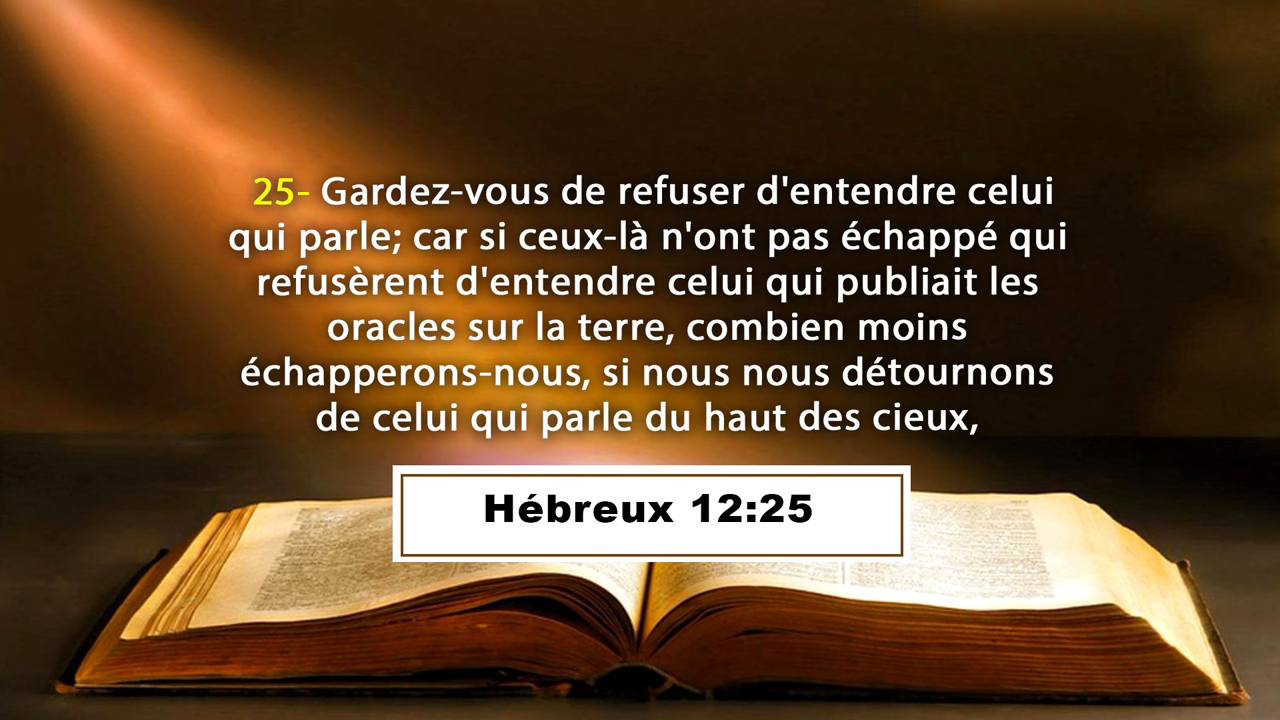 25- Gardez-vous de refuser d'entendre celui
qui parle; car si ceux-là n'ont pas échappé qui
refusèrent d'entendre celui qui publiait les
oracles sur la terre, combien moins
échapperons-nous, si nous nous détournons
de celui qui parle du haut des cieux,
Hébreux 12:25